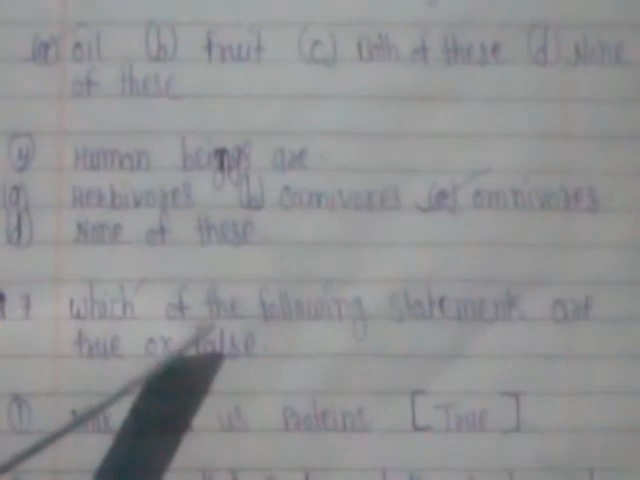 (a) oil (b) fruit (c) Both of these (d) None
of these
Human beings are
(a) Herbivores (b) Carnivores (c) omnivores
(d) None of these
7 which of the following statements are
true or false
(1) us proteins [True]